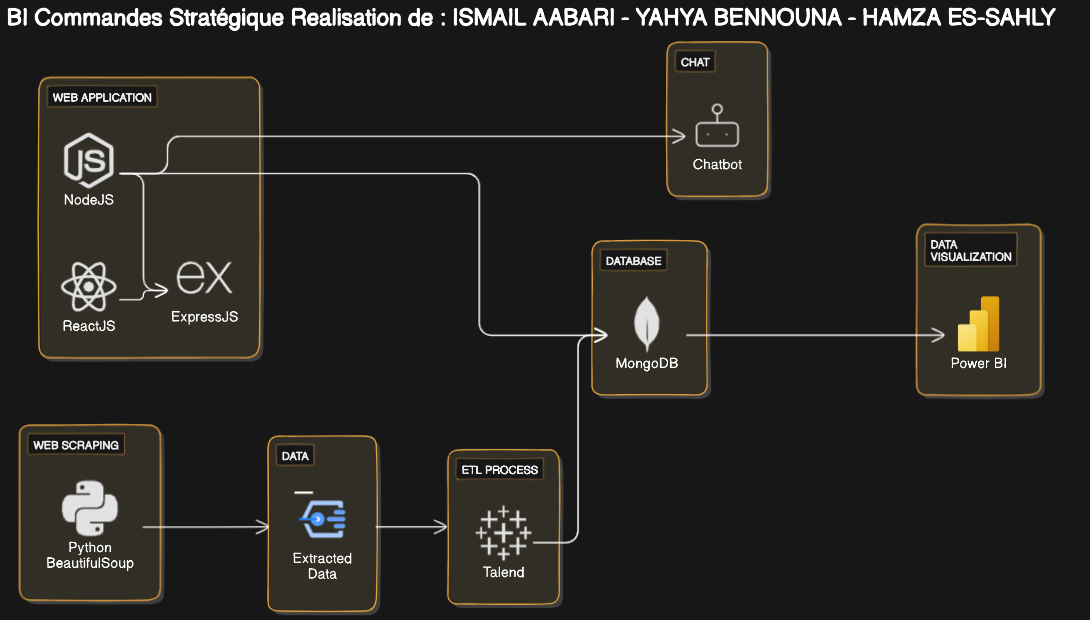 BI Commandes Stratégique Realisation de : ISMAIL AABARI - YAHYA BENNOUNA - HAMZA ES-SAHLY
CHAT
Chatbot
WEB APPLICATION
JS
NodeJS
ReactJS
ex
ExpressJS
DATABASE
MongoDB
DATA
VISUALIZATION
Power BI
WEB SCRAPING
Python
BeautifulSoup
DATA
Extracted
Data
ETL PROCESS
Talend